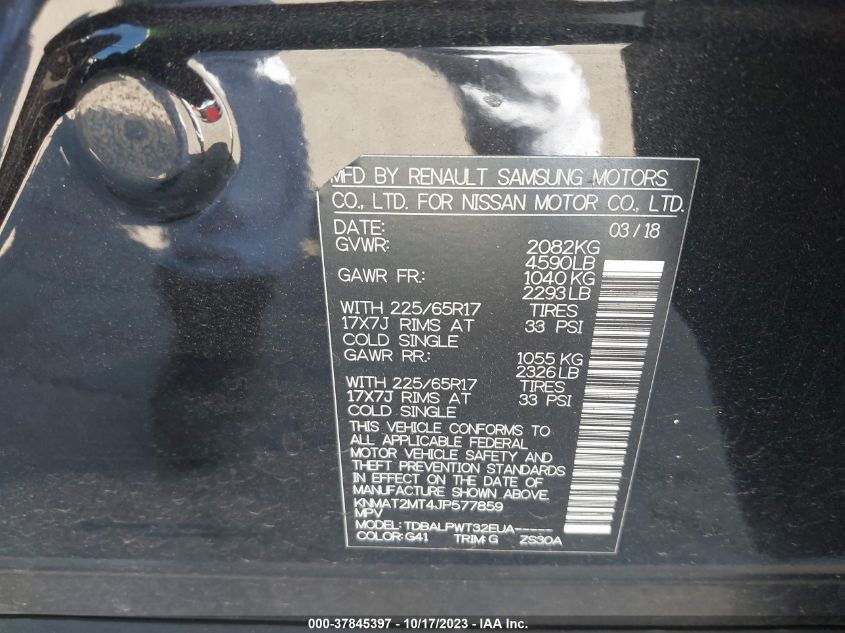 MFD BY RENAULT SAMSUNG MOTORS
CO., LTD. FOR NISSAN MOTOR CO., LTD.
DATE: 03/18
GVWR: 2082KG
4590LB
GAWR FR: 1040KG
2293LB
WITH 225/65R17 TIRES
17X7J RIMS AT 33 PSI
COLD SINGLE
GAWR RR: 1055 KG
2326LB
WITH 225/65R17 TIRES
17X7J RIMS AT 33 PSI
COLD SINGLE
THIS VEHICLE CONFORMS TO
ALL APPLICABLE FEDERAL
MOTOR VEHICLE SAFETY AND
THEFT PREVENTION STANDARDS
IN EFFECT ON THE DATE OF
MANUFACTURE SHOWN ABOVE.
KNMAT2MT4JP577859
MPV
MODEL: TDBALPWT32EUA-----
COLOR: G41 TRIM: G ZS30A
000-37845397 - 10/17/2023 - IAA Inc.